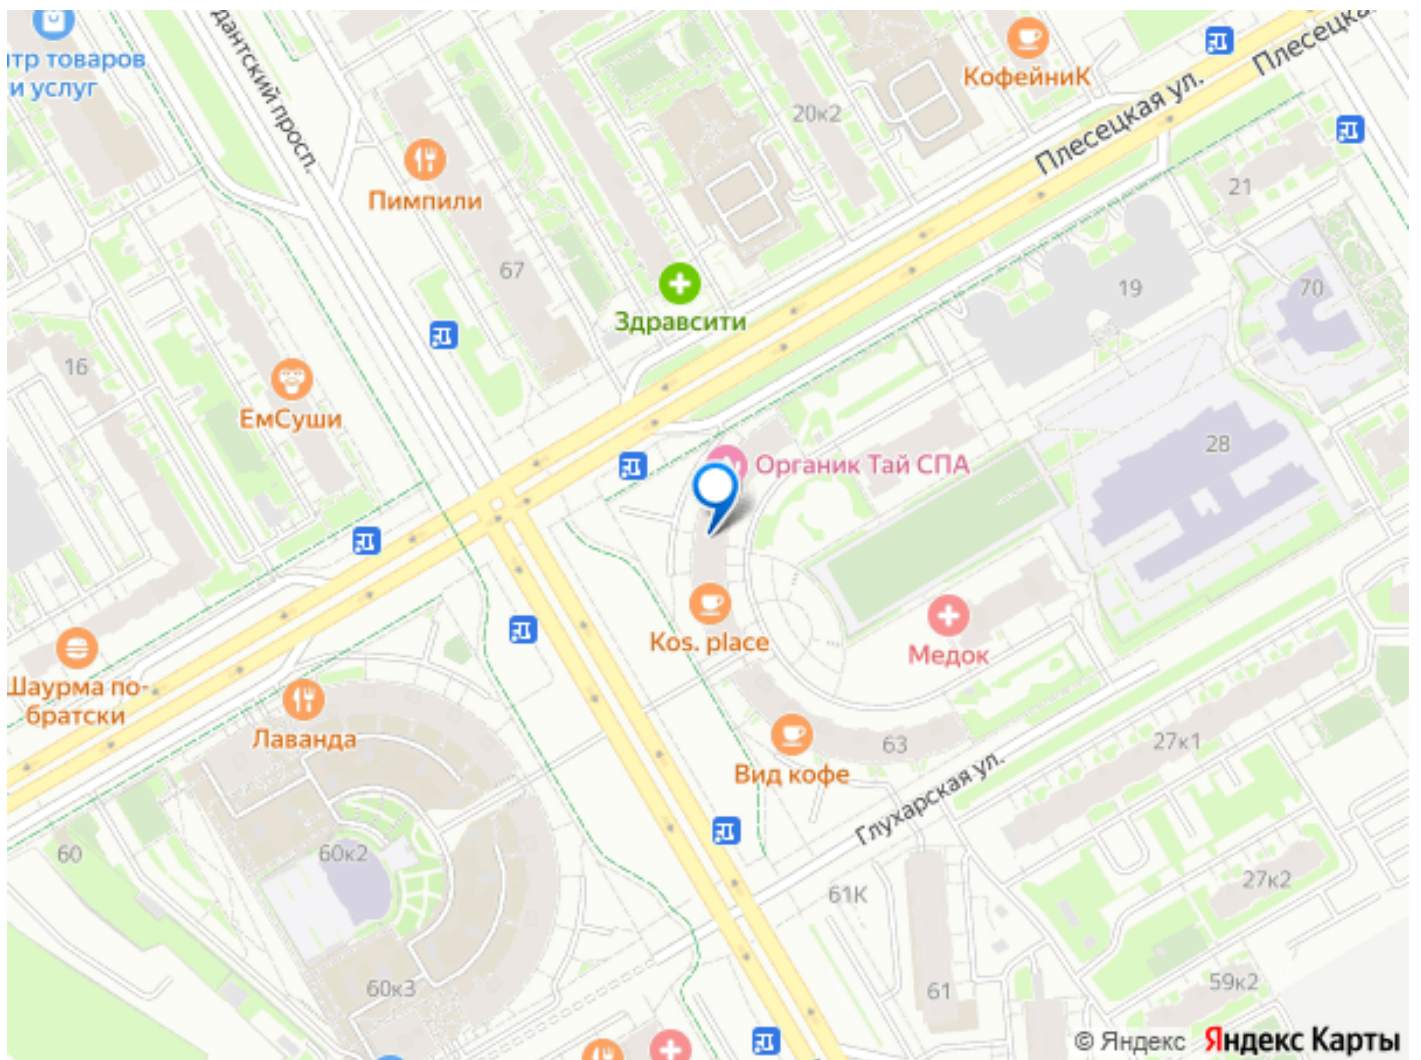 нтр товаров
и услуг
дантский просп.
КофейниК
Плесецкая ул.
Плесецка
20к2
Пимпили
21
67
Здравсити
19
70
16
ЕмСуши
28
Органик Тай СПА
Kos. place
Медок
Шаурма по-
братски
Лаванда
63
27к1
Вид кофе
Глухарская ул.
60
60к2
61К
27к2
60к3
61
59к2
© Яндекс Яндекс Карты